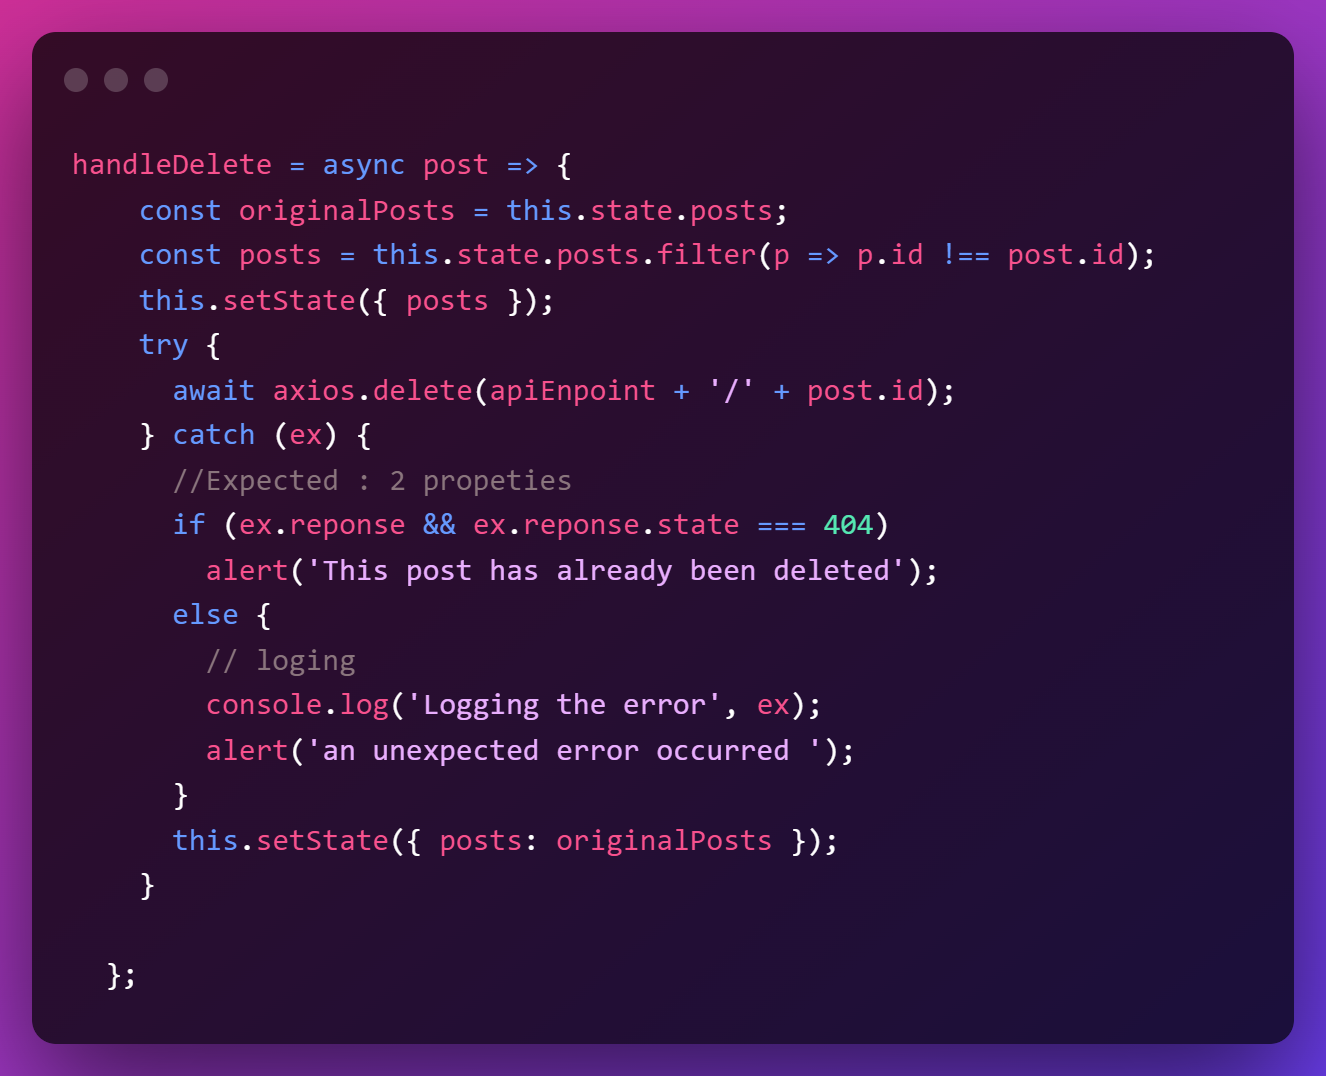 handleDelete = async post => {
    const originalPosts = this.state.posts;
    const posts = this.state.posts.filter(p => p.id !== post.id);
    this.setState({ posts });
    try {
      await axios.delete(apiEnpoint + '/' + post.id);
    } catch (ex) {
      //Expected : 2 propeties
      if (ex.reponse && ex.reponse.state === 404)
        alert('This post has already been deleted');
      else {
        // loging
        console.log('Logging the error', ex);
        alert('an unexpected error occurred ');
      }
      this.setState({ posts: originalPosts });
    }

  };